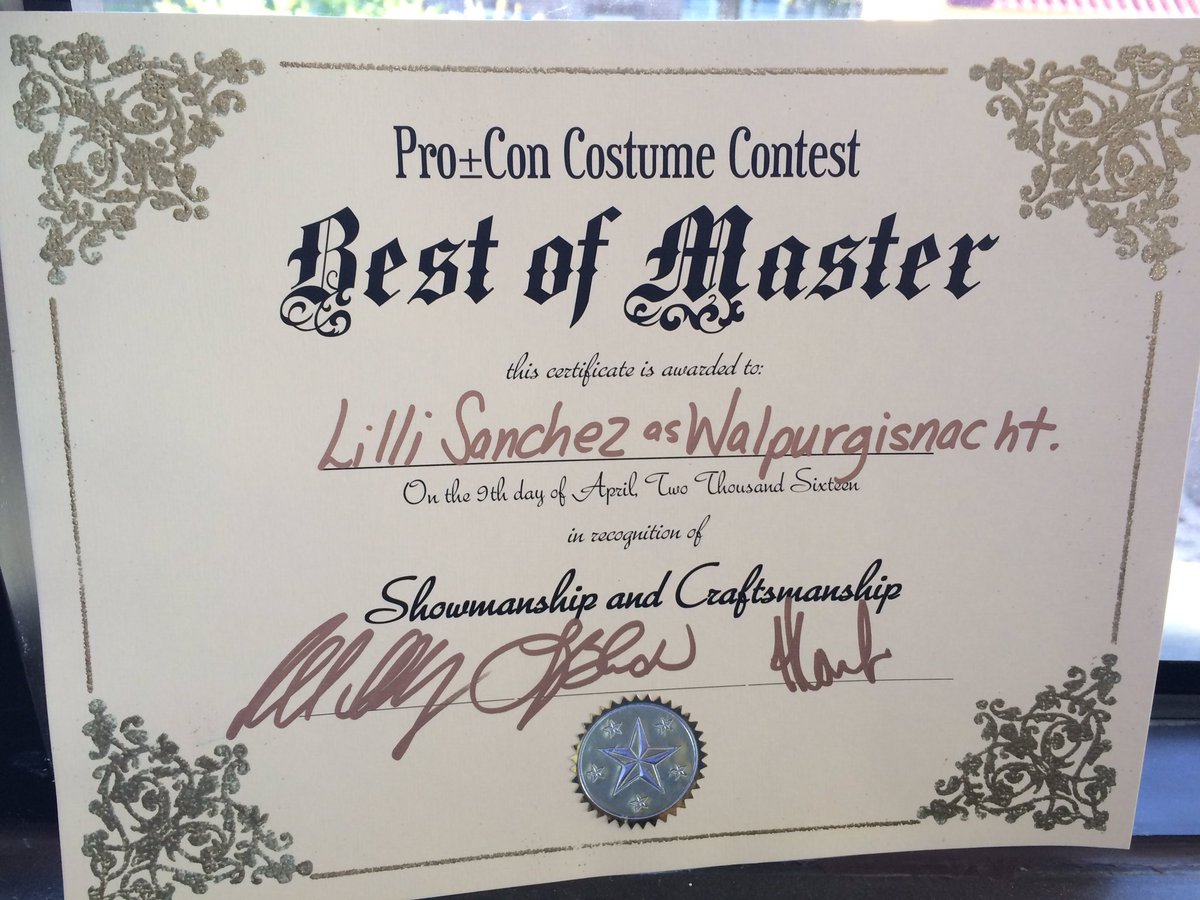 Pro±Con Costume Contest
Best of Master
this certificate is awarded to:
Lilli Sanchez as Walpurgisnacht.
On the 9th day of April, Two Thousand Sixteen
in recognition of
Showmanship and Craftsmanship